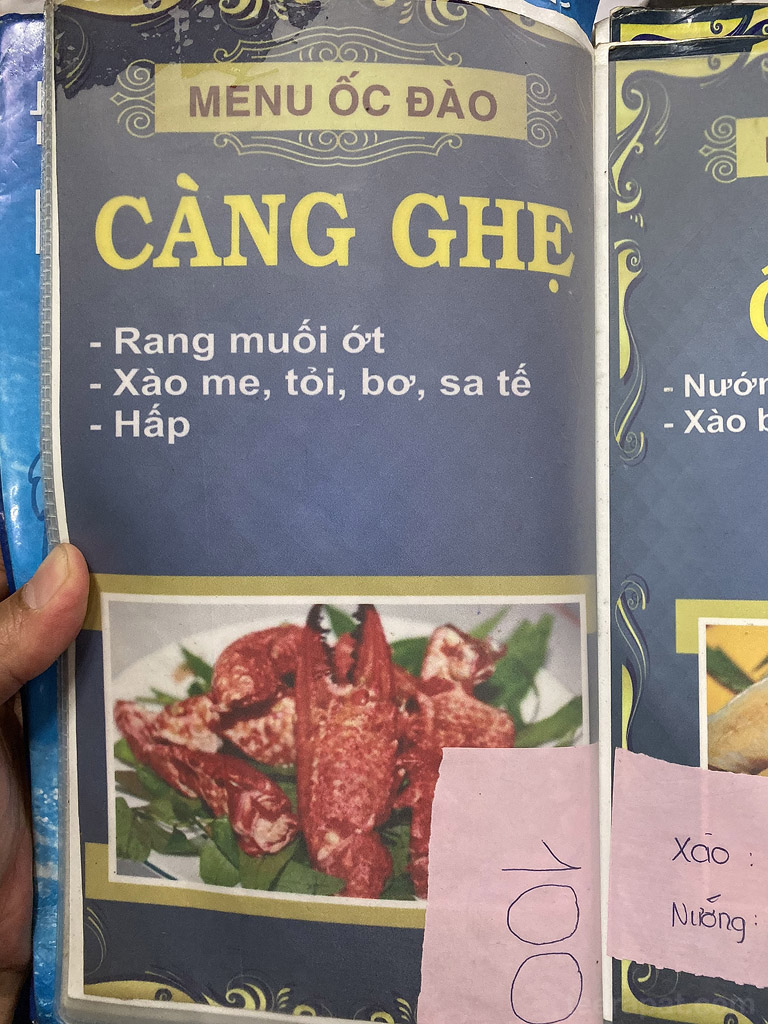 MENU ỐC ĐÀO
CÀNG GHẸ
- Rang muối ớt
- Xào me, tỏi, bơ, sa tế
- Hấp
100
- Xào
Xào :
Nướng :